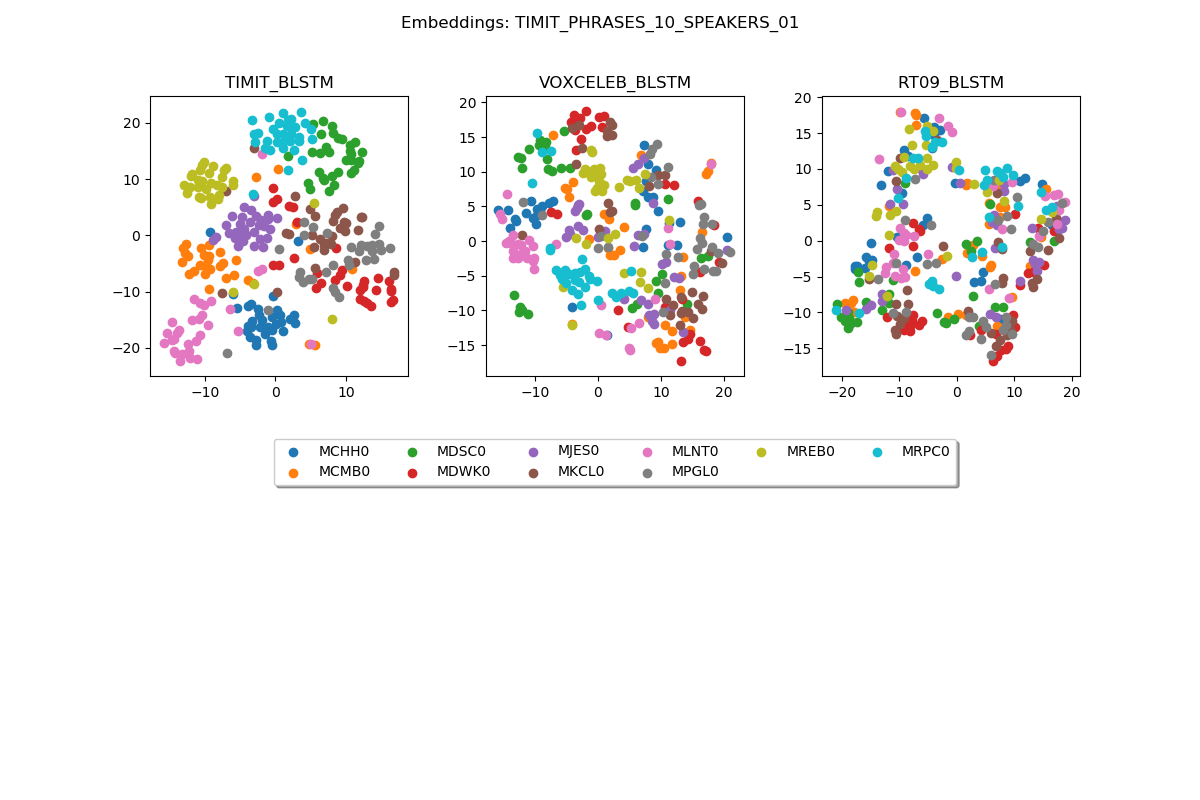 Embeddings: TIMIT_PHRASES_10_SPEAKERS_01
TIMIT_BLSTM
20
10
0
−10
−20
−10 0 10
VOXCELEB_BLSTM
20
15
10
5
0
−5
−10
−15
−10 0 10 20
RT09_BLSTM
20
15
10
5
0
−5
−10
−15
−20 −10 0 10 20
MCHH0 MDSC0 MJES0 MLNT0 MREB0 MRPC0
MCMB0 MDWK0 MKCL0 MPGL0